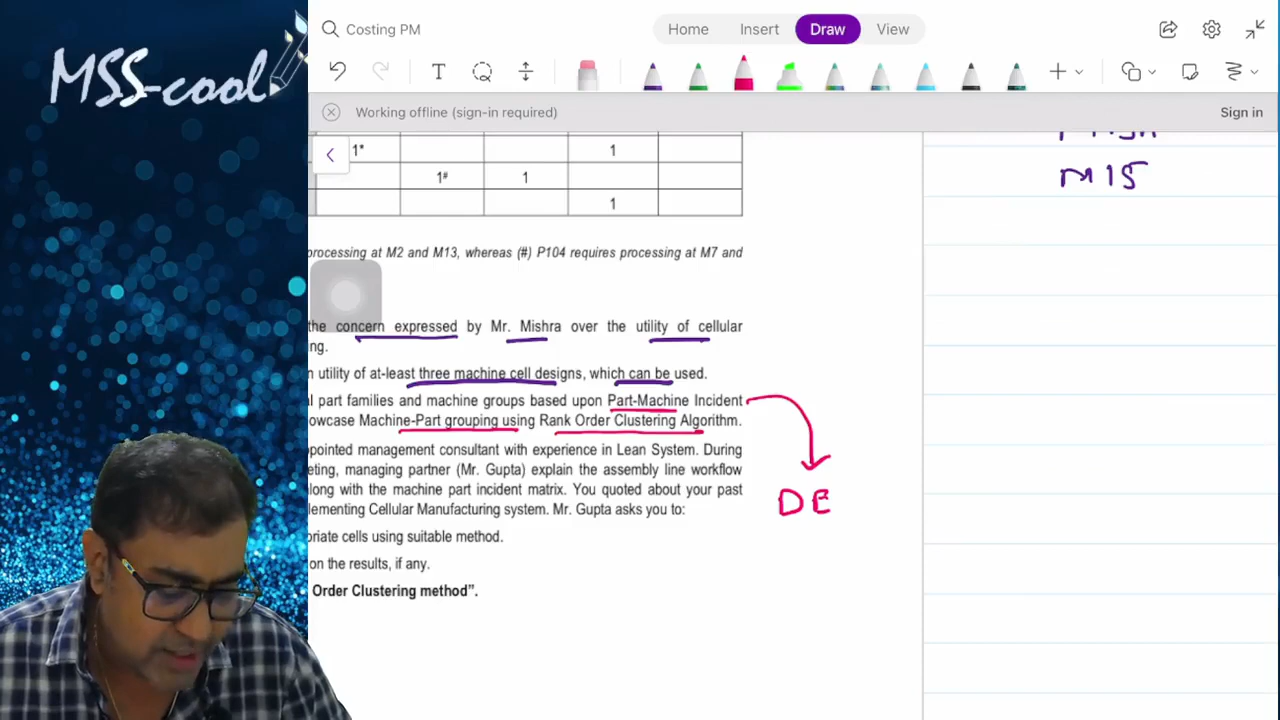 MSS-cool
Costing PM
Home Insert Draw View
Working offline (sign-in required)
Sign in
1* 1
1# 1
1
M15
processing at M2 and M13, whereas (#) P104 requires processing at M7 and
the concern expressed by Mr. Mishra over the utility of cellular
ng.
n utility of at-least three machine cell designs, which can be used.
al part families and machine groups based upon Part-Machine Incident
owcase Machine-Part grouping using Rank Order Clustering Algorithm.
ppointed management consultant with experience in Lean System. During
eting, managing partner (Mr. Gupta) explain the assembly line workflow
long with the machine part incident matrix. You quoted about your past
DE
lementing Cellular Manufacturing system. Mr. Gupta asks you to:
riate cells using suitable method.
on the results, if any.
Order Clustering method”.